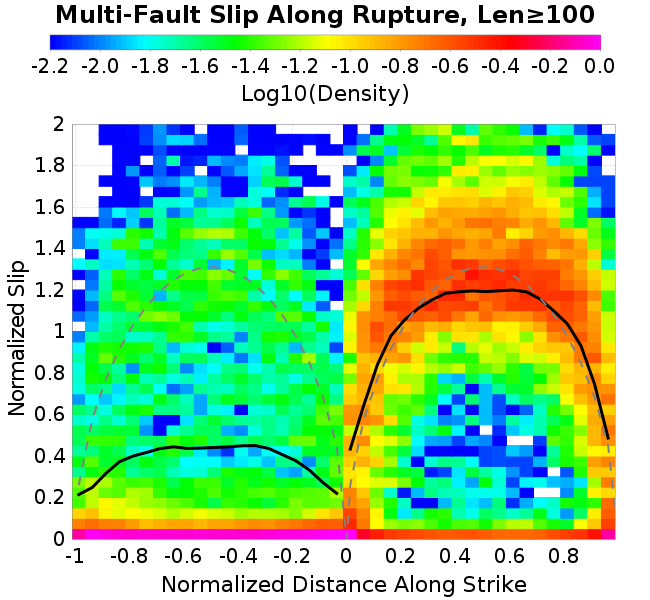 Multi-Fault Slip Along Rupture, Len≥100
-2.2 -2.0 -1.8 -1.6 -1.4 -1.2 -1.0 -0.8 -0.6 -0.4 -0.2 0.0
Log10(Density)
2
1.8
1.6
1.4
1.2
1
0.8
0.6
0.4
0.2
0
Normalized Slip
-1 -0.8 -0.6 -0.4 -0.2 0 0.2 0.4 0.6 0.8
Normalized Distance Along Strike